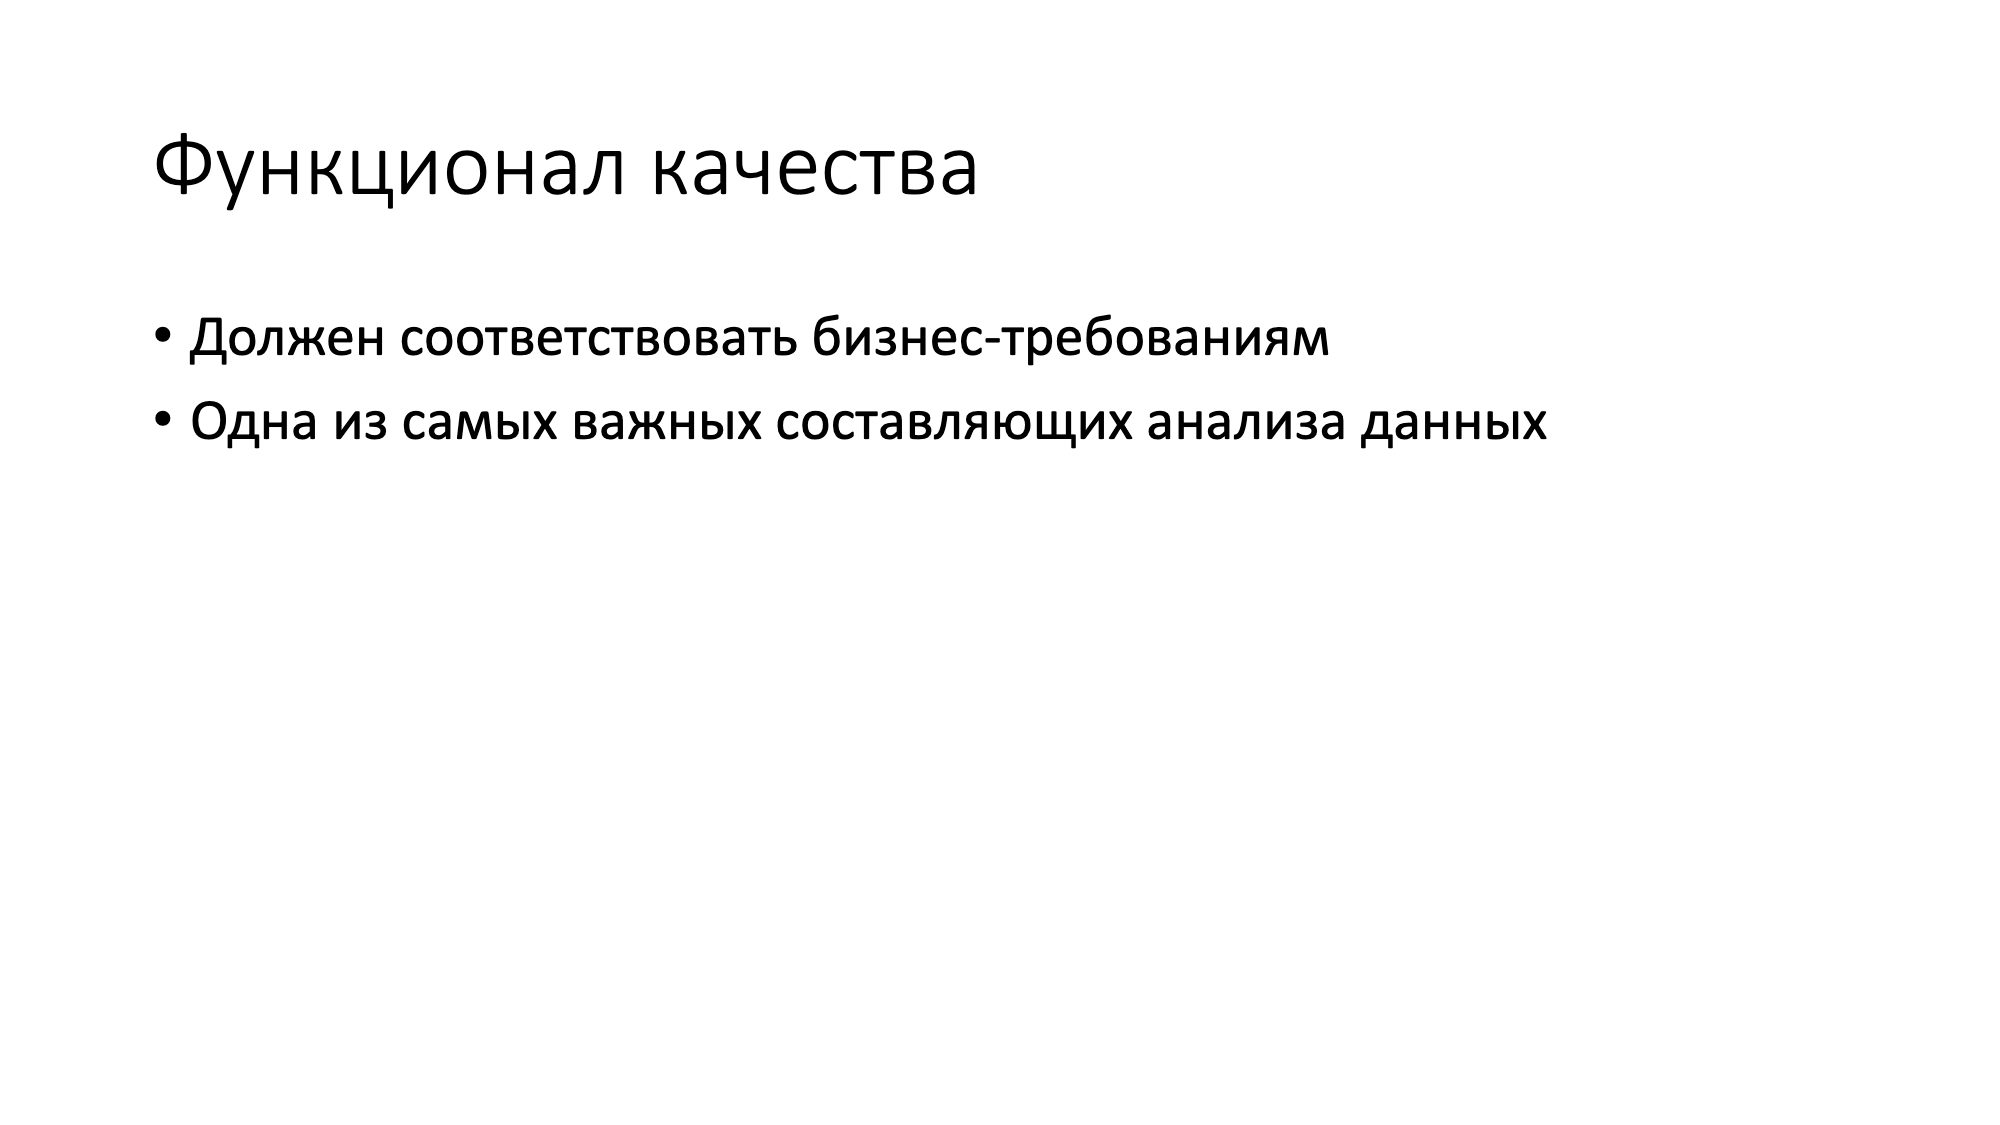 Функционал качества
• Должен соответствовать бизнес-требованиям
• Одна из самых важных составляющих анализа данных